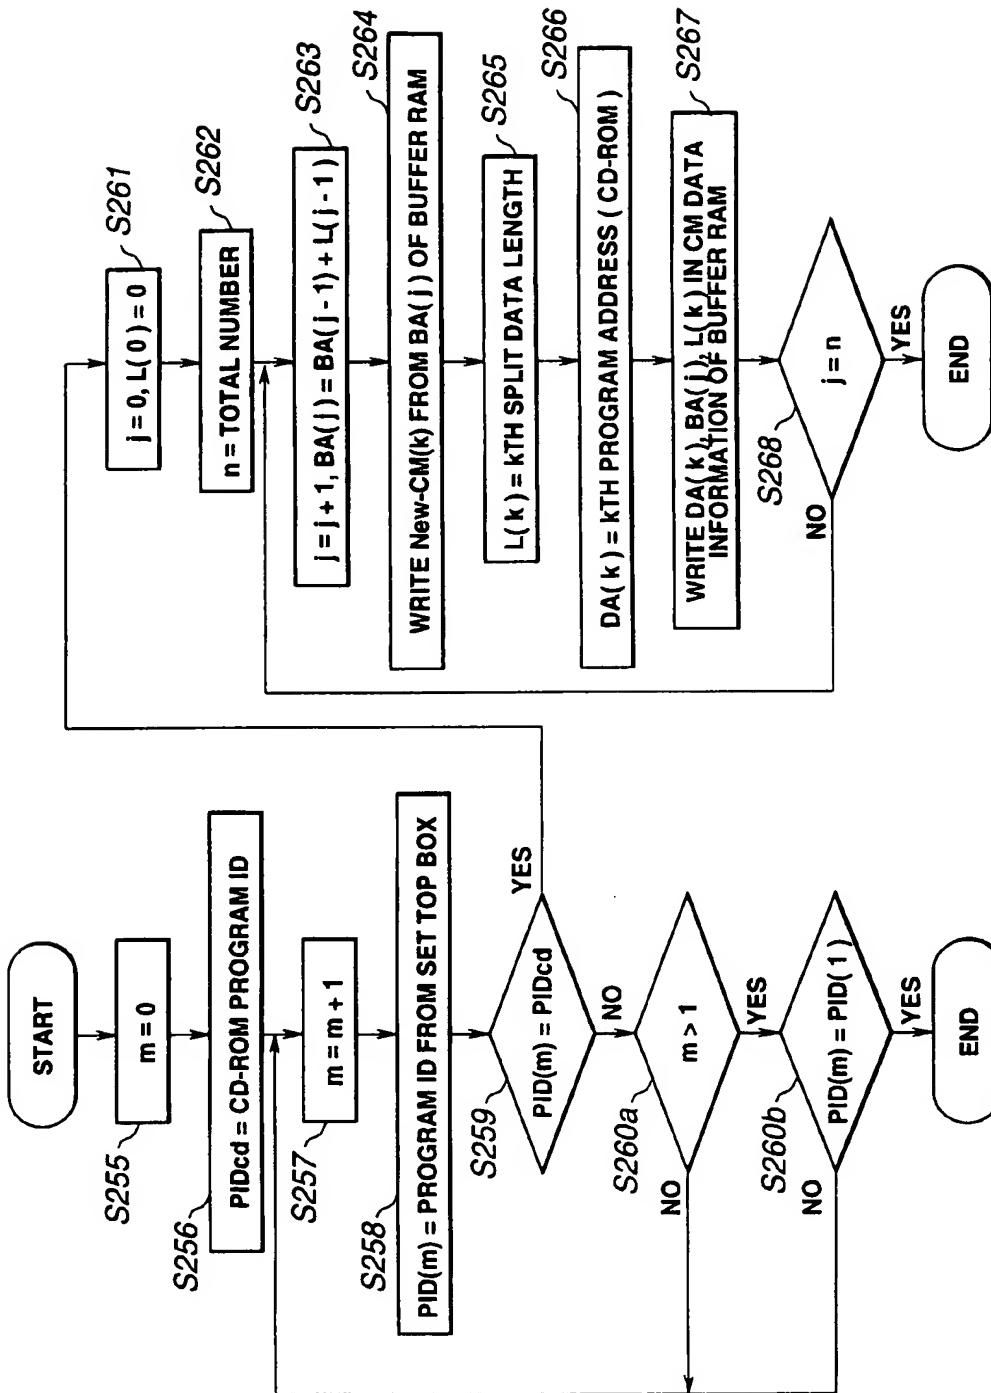 START
S255
m = 0
S256
PIDcd = CD-ROM PROGRAM ID
S257
m = m + 1
S258
PID(m) = PROGRAM ID FROM SET TOP BOX
S259
PID(m) = PIDcd
YES
NO
S260a
m > 1
NO
YES
S260b
PID(m) = PID( 1 )
NO
YES
END
S261
j = 0, L( 0 ) = 0
S262
n = TOTAL NUMBER
S263
j = j + 1, BA( j ) = BA( j - 1 ) + L( j - 1 )
S264
WRITE New-CM(k) FROM BA( j ) OF BUFFER RAM
S265
L( k ) = kTH SPLIT DATA LENGTH
S266
DA( k ) = kTH PROGRAM ADDRESS ( CD-ROM )
S267
WRITE DA( k ), BA( j ), L( k ) IN CM DATA
INFORMATION OF BUFFER RAM
S268
j = n
NO
YES
END